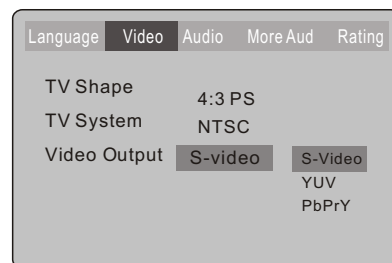 Language Video Audio More Aud Rating
TV Shape 4:3 PS
TV System NTSC
Video Output S-video S-Video
YUV
PbPrY